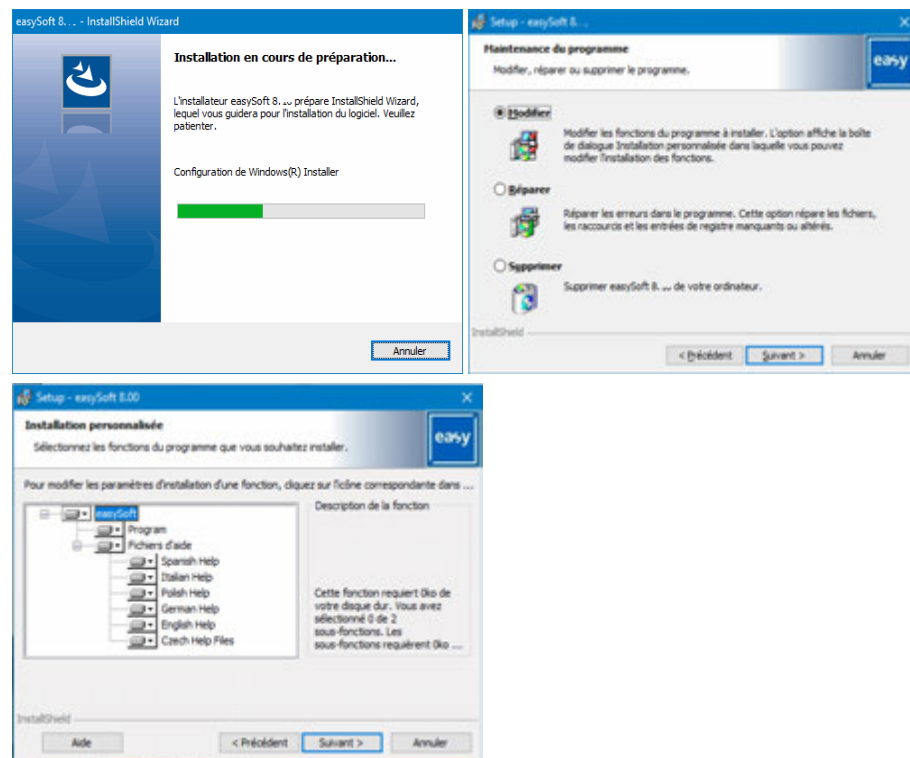 easySoft 8... - InstallShield Wizard
Installation en cours de préparation...
L'installateur easySoft 8. prépare InstallShield Wizard,
lequel vous guidera pour l'installation du logiciel. Veuillez
patienter.
Configuration de Windows(R) Installer
Annuler
Setup - easySoft 8...
Maintenance du programme
Modifier, réparer ou supprimer le programme.
easy
Modifier
Modifier les fonctions du programme à installer. L'option affiche la boîte
de dialogue Installation personnalisée dans laquelle vous pouvez
modifier l'installation des fonctions.
Réparer
Réparer les erreurs dans le programme. Cette option répare les fichiers,
les raccourcis et les entrées de registre manquants ou altérés.
Supprimer
Supprimer easySoft 8. de votre ordinateur.
InstallShield
< Précédent
Suivant >
Annuler
Setup - easySoft 8.00
Installation personnalisée
Sélectionnez les fonctions du programme que vous souhaitez installer.
easy
Pour modifier les paramètres d'installation d'une fonction, cliquez sur l'icône correspondante dans ...
easySoft
Program
Fichiers d'aide
Spanish Help
Italian Help
Polish Help
German Help
English Help
Czech Help Files
Description de la fonction
Cette fonction requiert 0ko de
votre disque dur. Vous avez
sélectionné 0 de 2
sous-fonctions. Les
sous-fonctions requièrent 0ko ...
InstallShield
Aide
< Précédent
Suivant >
Annuler